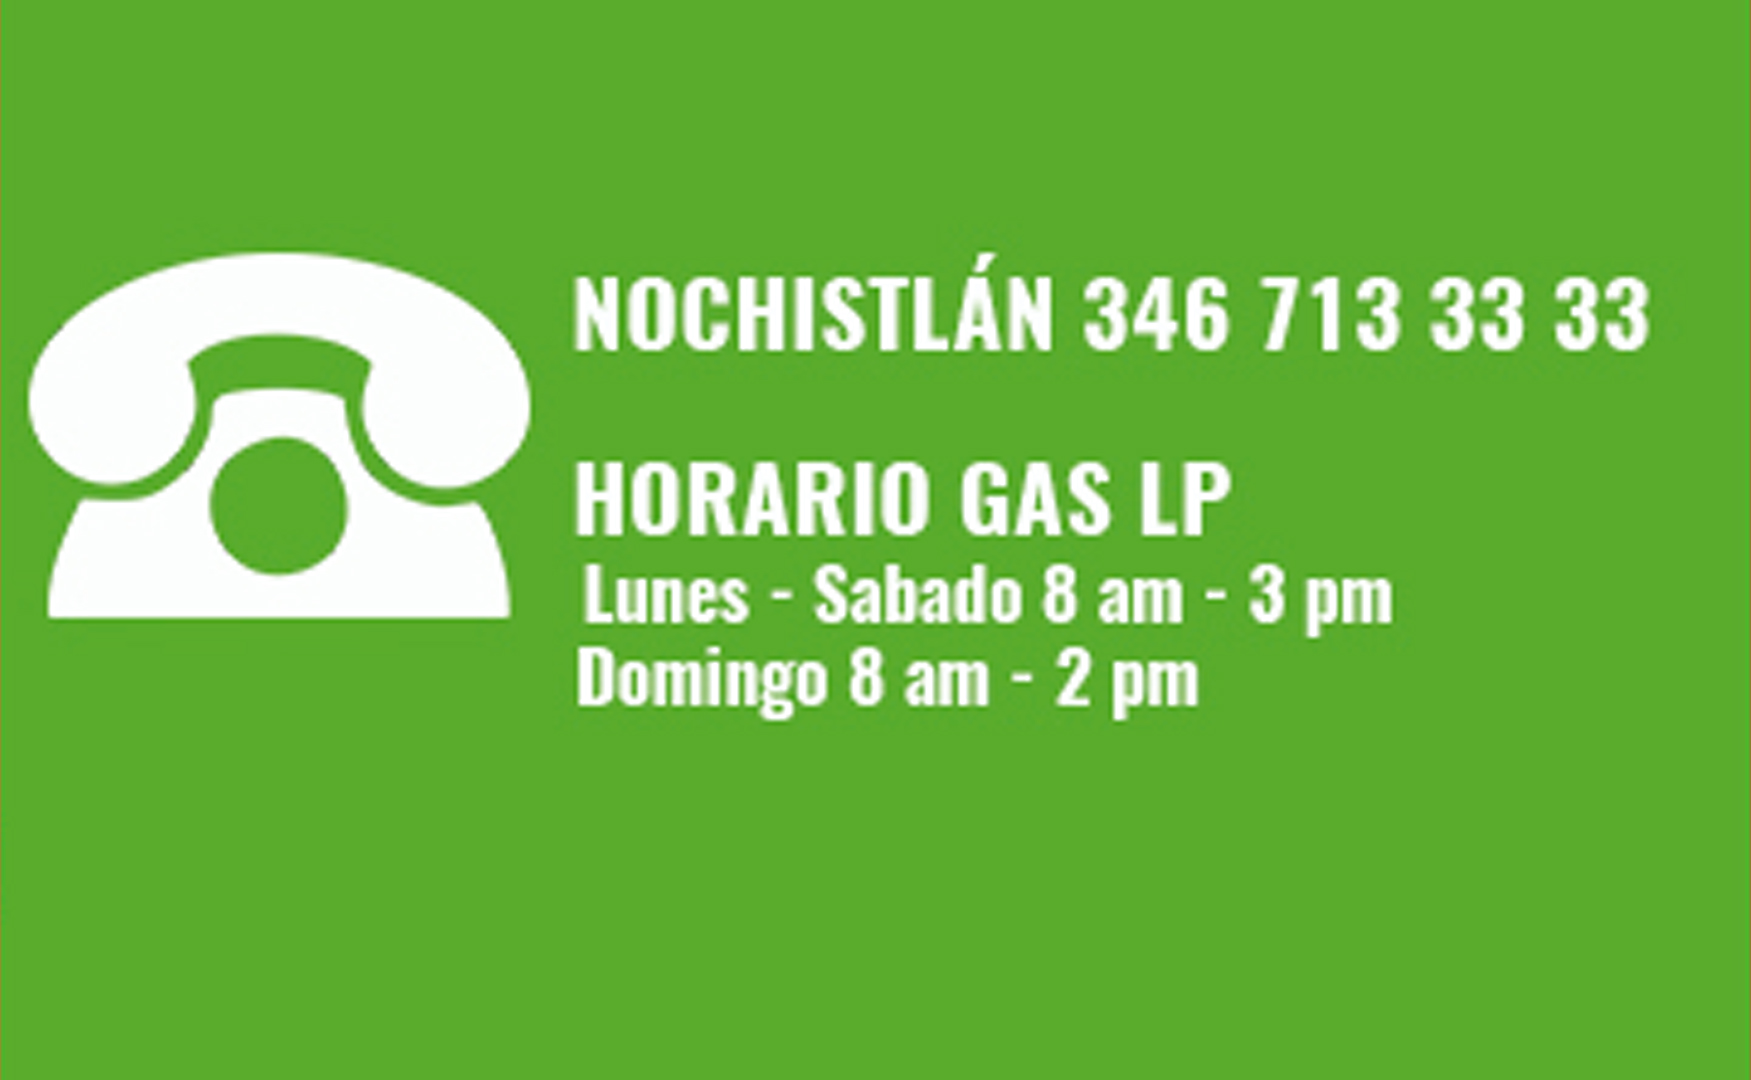 NOCHISTLÁN 346 713 33 33
HORARIO GAS LP
Lunes - Sabado 8 am - 3 pm
Domingo 8 am - 2 pm